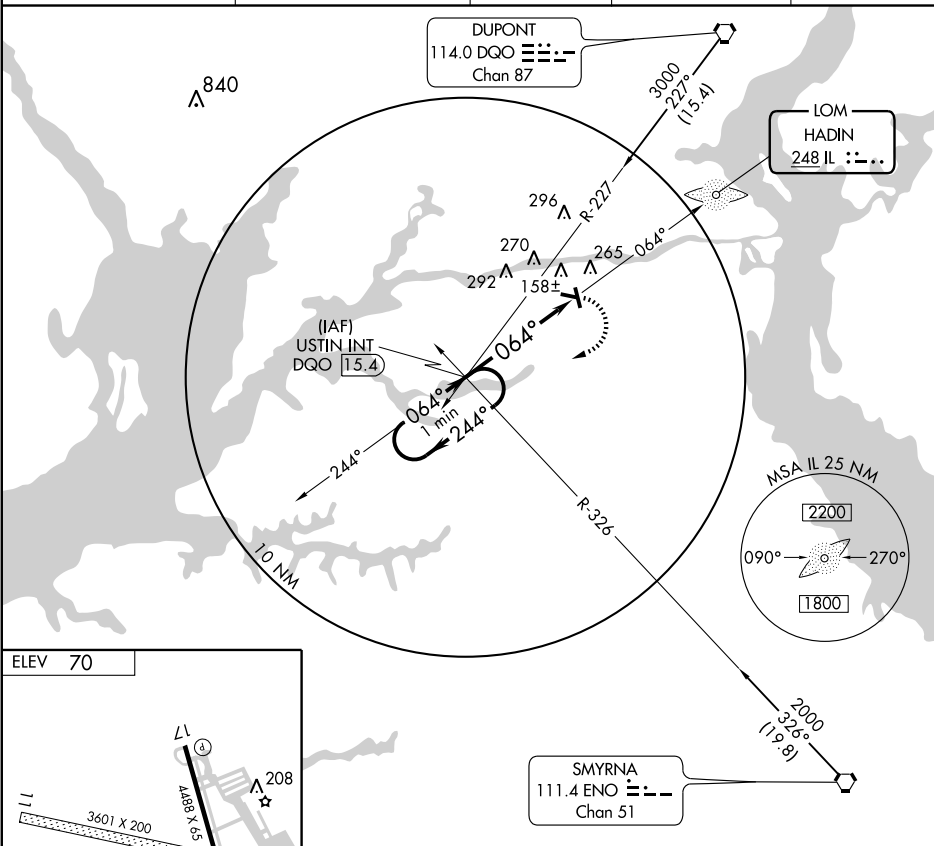 DUPONT
114.0 DQO
Chan 87
840
3000
227°
(15.4)
LOM
HADIN
248 IL
R-227
296
270
265
292
158±
064°
(IAF)
USTIN INT
DQO 15.4
064°
064°
1 min
244°
244°
R-326
10 NM
MSA IL 25 NM
2200
090°
270°
1800
ELEV 70
17
P
208
4488 X 65
11
3601 X 200
2000
326°
(19.8)
SMYRNA
111.4 ENO
Chan 51